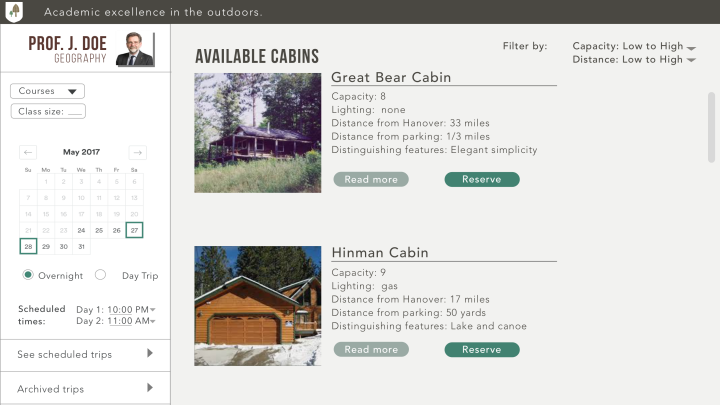 Academic excellence in the outdoors.
PROF. J. DOE
GEOGRAPHY
Courses
Class size: ___
May 2017
Su Mo Tu We Th Fr Sa
1 2 3 4 5 6
7 8 9 10 11 12 13
14 15 16 17 18 19 20
21 22 23 24 25 26 27
28 29 30 31
Overnight Day Trip
Scheduled times:
Day 1: 10:00 PM
Day 2: 11:00 AM
See scheduled trips
Archived trips
AVAILABLE CABINS
Filter by: Capacity: Low to High
Distance: Low to High
Great Bear Cabin
Capacity: 8
Lighting: none
Distance from Hanover: 33 miles
Distance from parking: 1/3 miles
Distinguishing features: Elegant simplicity
Read more Reserve
Hinman Cabin
Capacity: 9
Lighting: gas
Distance from Hanover: 17 miles
Distance from parking: 50 yards
Distinguishing features: Lake and canoe
Read more Reserve